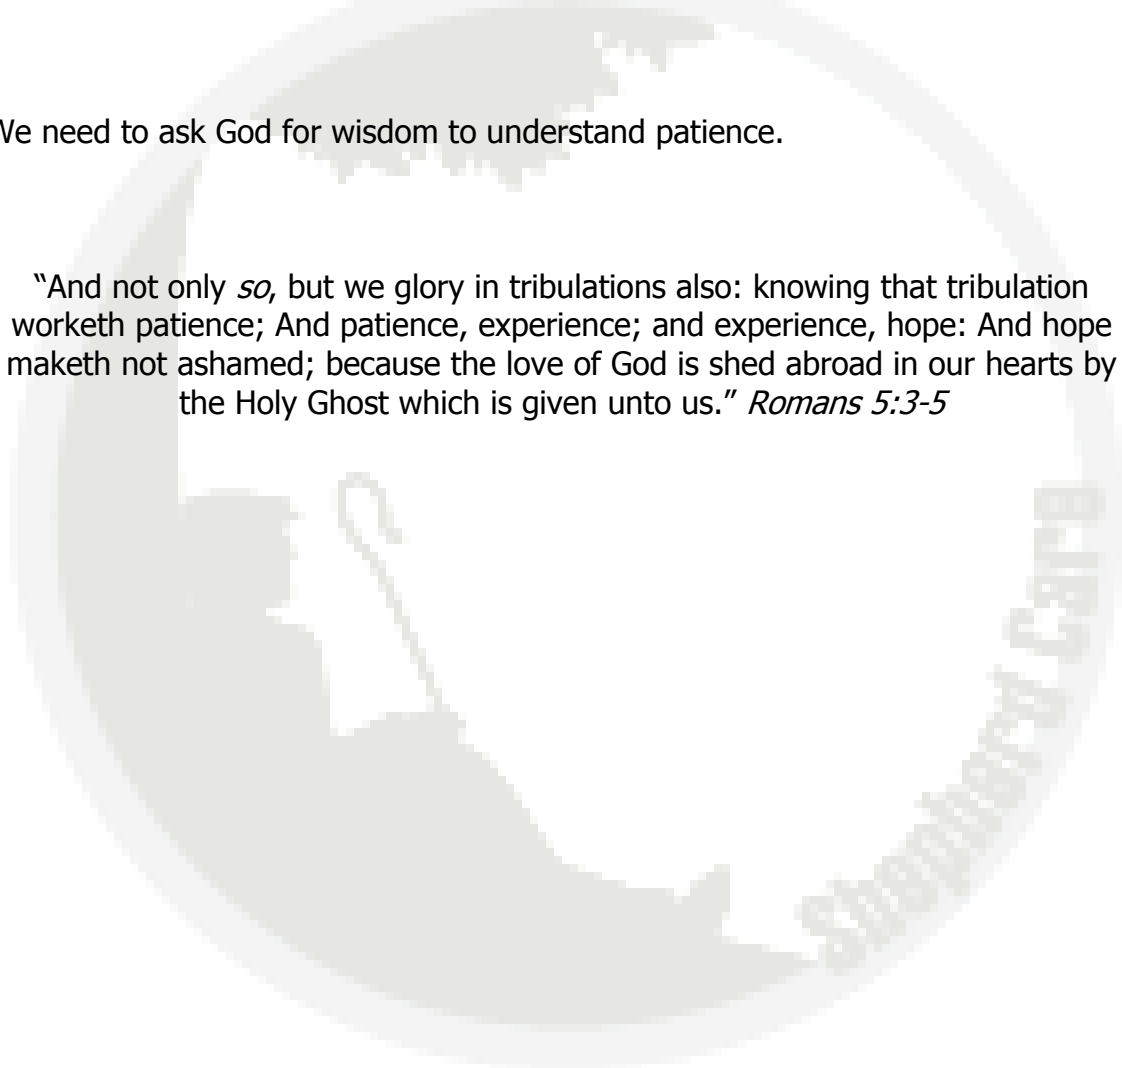 We need to ask God for wisdom to understand patience.
“And not only so, but we glory in tribulations also: knowing that tribulation
worketh patience; And patience, experience; and experience, hope: And hope
maketh not ashamed; because the love of God is shed abroad in our hearts by
the Holy Ghost which is given unto us.” Romans 5:3-5
Shepherd Care